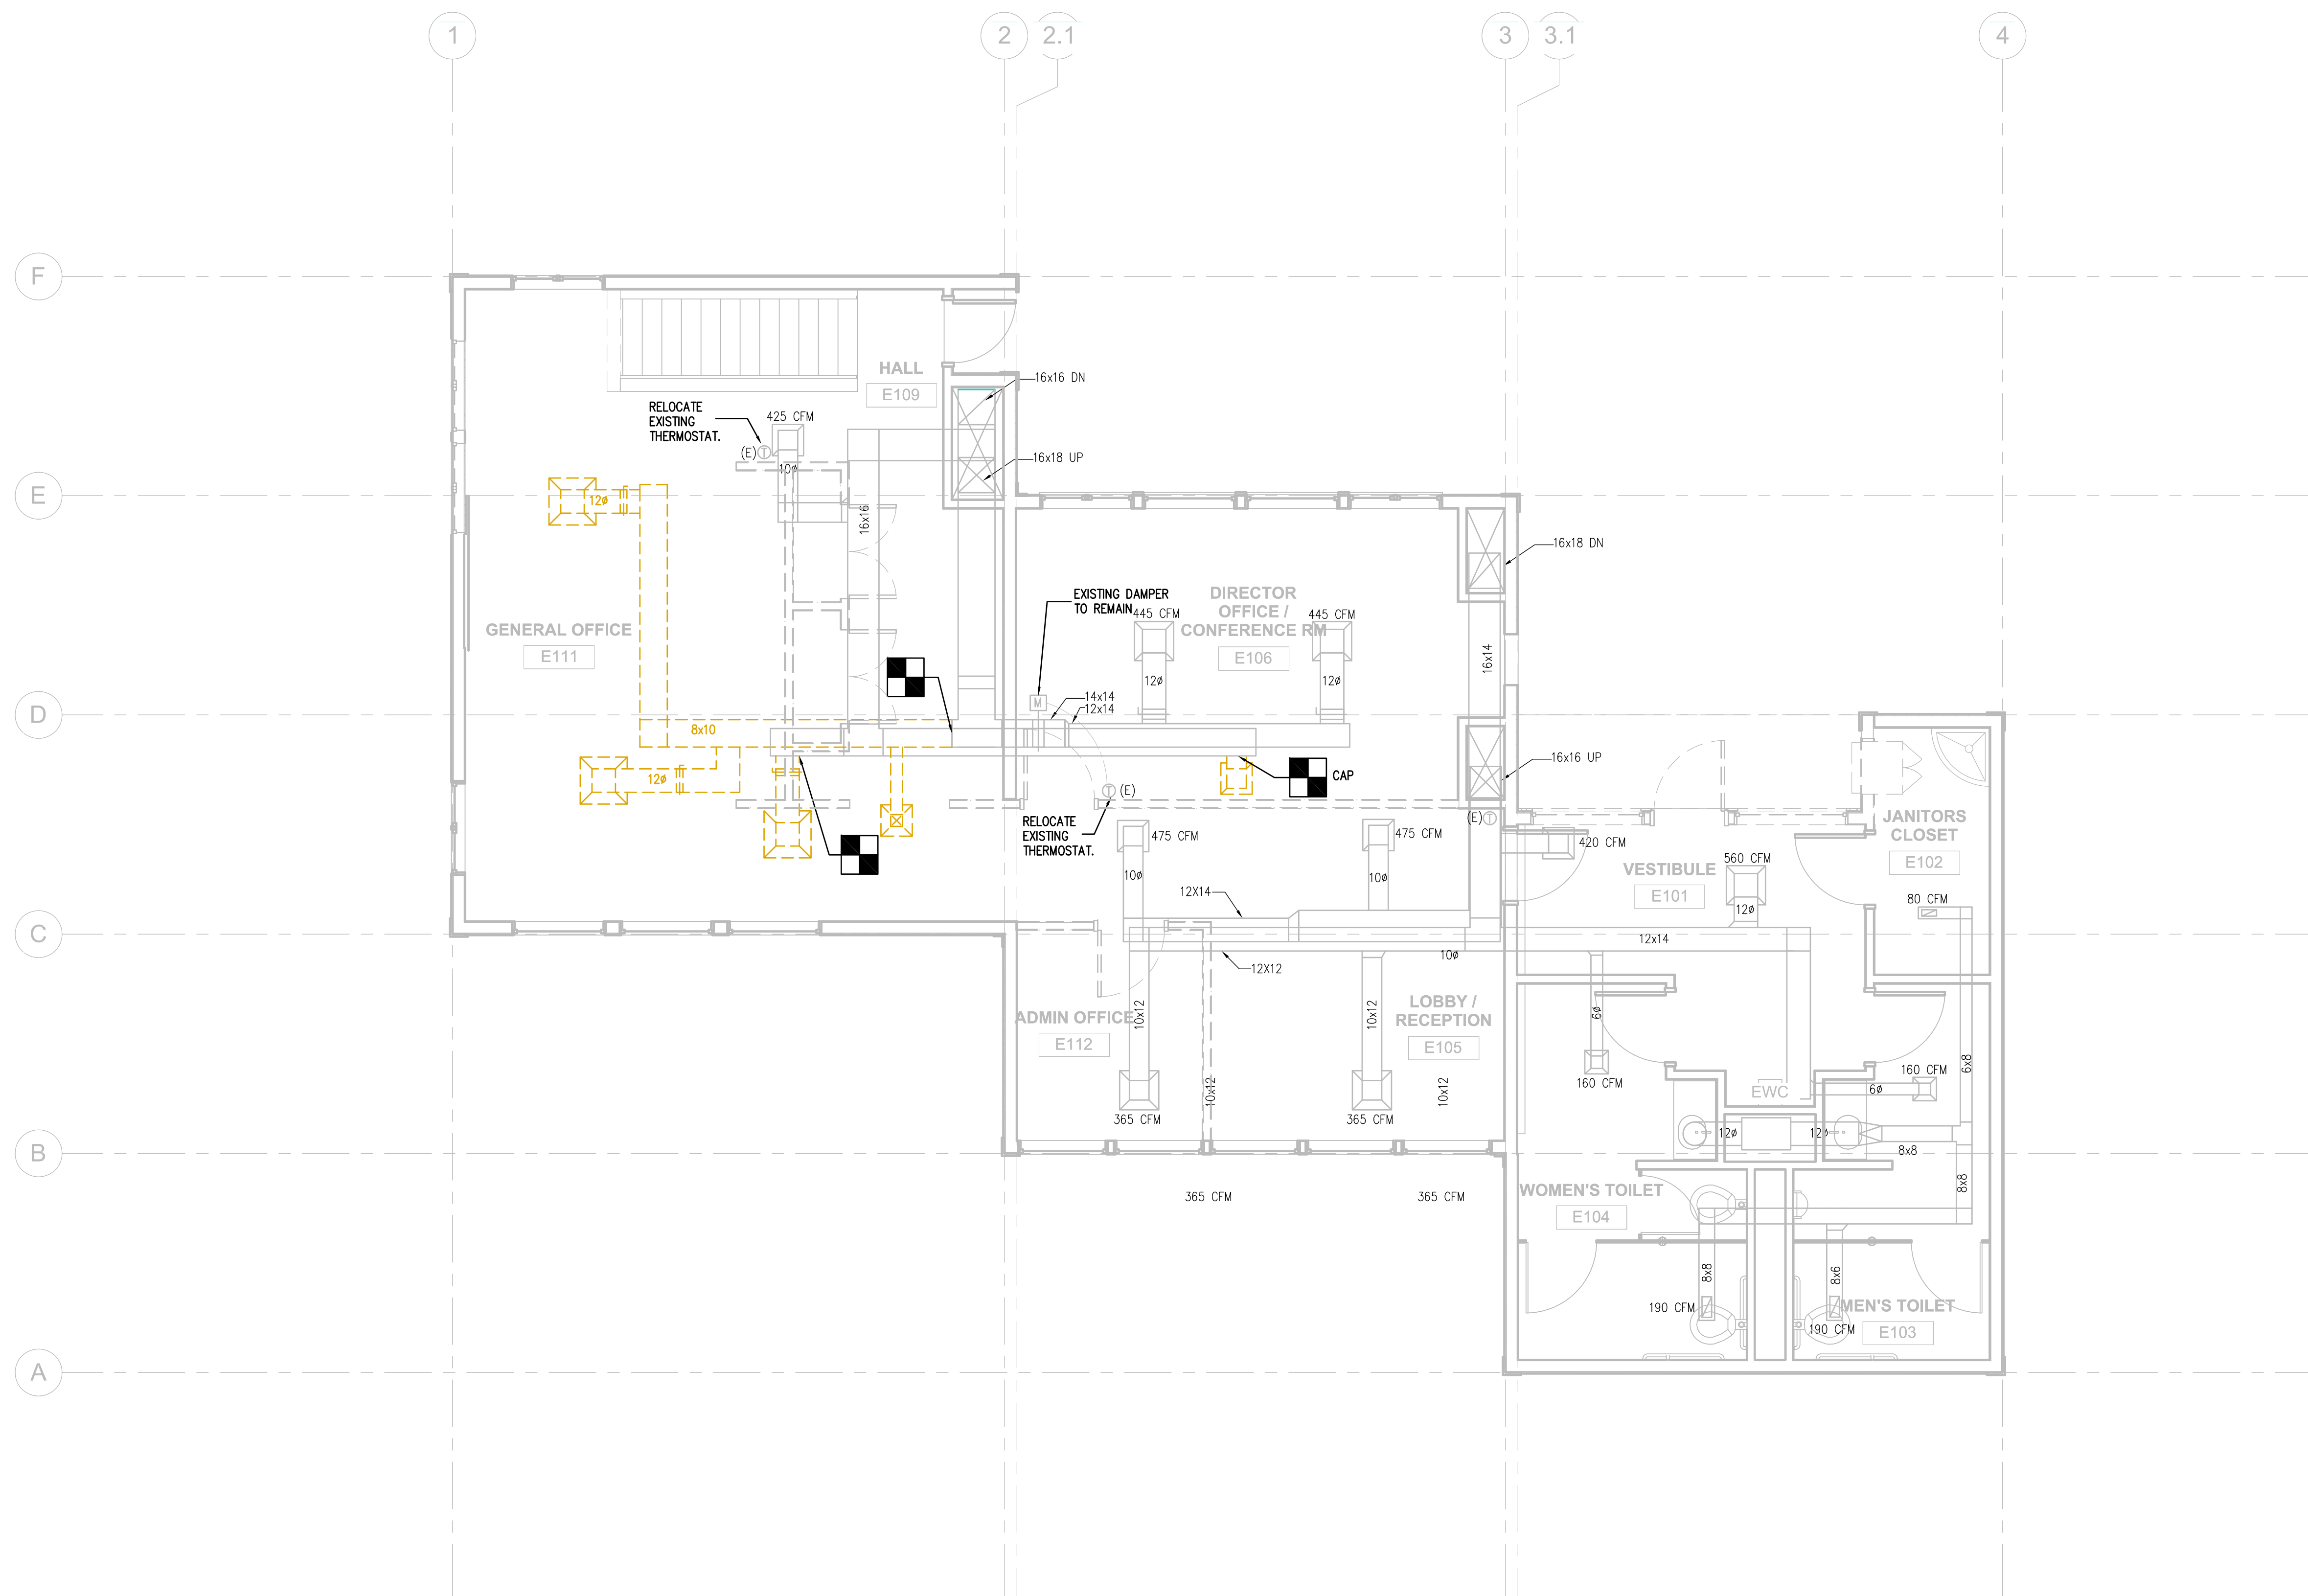 1
2
2.1
3
3.1
4
F
HALL
E109
16x16 DN
RELOCATE
EXISTING
THERMOSTAT.
425 CFM
(E)
T
10ø
16x18 UP
E
12ø
16x16
16x18 DN
EXISTING DAMPER
TO REMAIN
DIRECTOR
OFFICE /
CONFERENCE RM
E106
445 CFM
445 CFM
GENERAL OFFICE
E111
16x14
12ø
12ø
M
14x14
12x14
D
8x10
12ø
CAP
16x16 UP
T
(E)
RELOCATE
EXISTING
THERMOSTAT.
(E)
T
475 CFM
475 CFM
420 CFM
JANITORS
CLOSET
E102
560 CFM
VESTIBULE
E101
10ø
10ø
12X14
12ø
80 CFM
C
12x14
10ø
12X12
ADMIN OFFICE
E112
10x12
10x12
LOBBY /
RECEPTION
E105
6ø
160 CFM
EWC
6ø
160 CFM
6x8
10x12
10x12
365 CFM
365 CFM
B
12ø
12ø
8x8
8x8
365 CFM
365 CFM
WOMEN'S TOILET
E104
8x8
8x6
190 CFM
190 CFM
MEN'S TOILET
E103
A